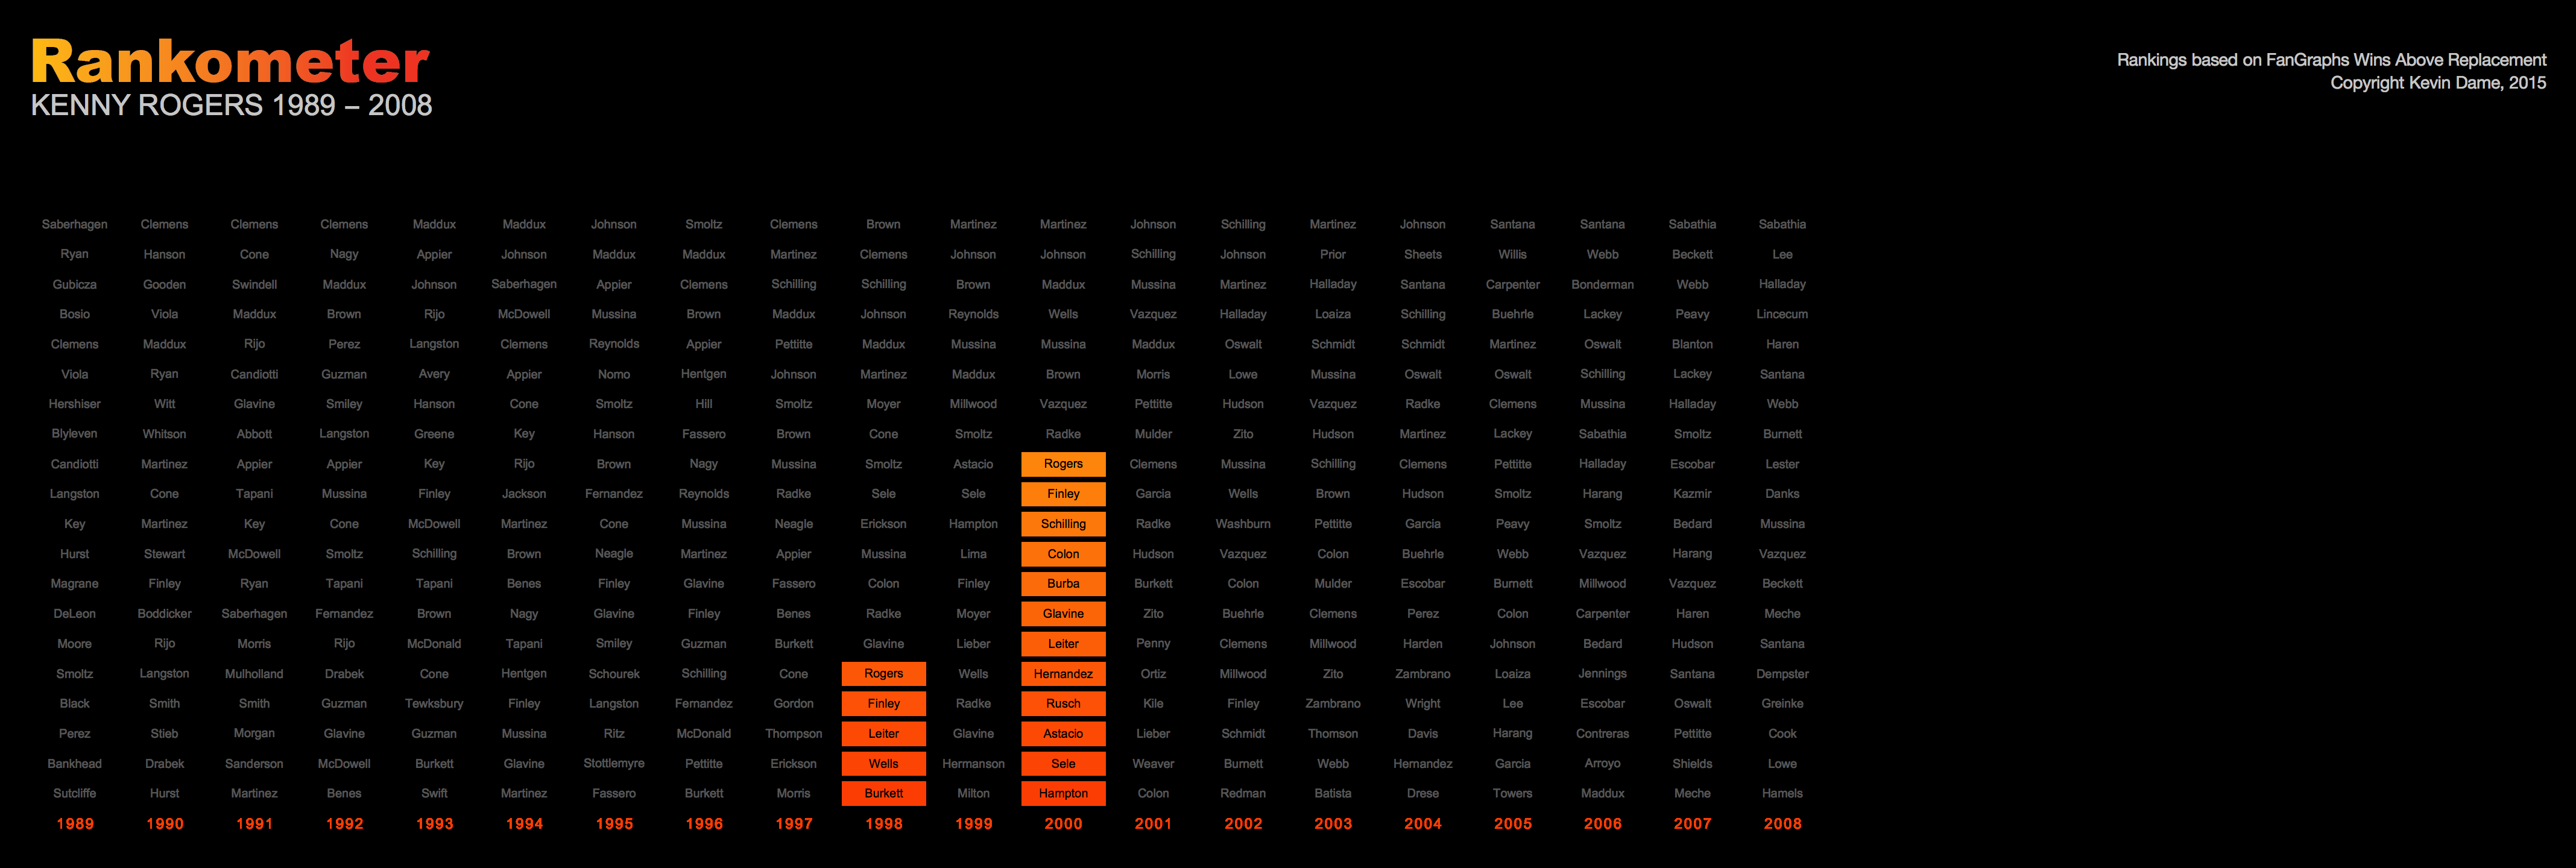 Rankometer
KENNY ROGERS 1989 – 2008
Rankings based on FanGraphs Wins Above Replacement
Copyright Kevin Dame, 2015
Saberhagen Clemens Clemens Clemens Maddux Maddux Johnson Smoltz Clemens Brown Martinez Martinez Johnson Schilling Martinez Johnson Santana Santana Sabathia Sabathia
Ryan Hanson Cone Nagy Appier Johnson Maddux Maddux Martinez Clemens Johnson Johnson Schilling Johnson Prior Sheets Willis Webb Beckett Lee
Gubicza Gooden Swindell Maddux Johnson Saberhagen Appier Clemens Schilling Schilling Brown Maddux Mussina Martinez Halladay Santana Carpenter Bonderman Webb Halladay
Bosio Viola Maddux Brown Rijo McDowell Mussina Brown Maddux Johnson Reynolds Wells Vazquez Halladay Loaiza Schilling Buehrle Lackey Peavy Lincecum
Clemens Maddux Rijo Perez Langston Clemens Reynolds Appier Pettitte Maddux Mussina Mussina Maddux Oswalt Schmidt Schmidt Martinez Oswalt Blanton Haren
Viola Ryan Candiotti Guzman Avery Appier Nomo Hentgen Johnson Martinez Maddux Brown Morris Lowe Mussina Oswalt Oswalt Schilling Lackey Santana
Hershiser Witt Glavine Smiley Hanson Cone Smoltz Hill Smoltz Moyer Millwood Vazquez Pettitte Hudson Vazquez Radke Clemens Mussina Halladay Webb
Blyleven Whitson Abbott Langston Greene Key Hanson Fassero Brown Cone Smoltz Radke Mulder Zito Hudson Martinez Lackey Sabathia Smoltz Burnett
Candiotti Martinez Appier Appier Key Rijo Brown Nagy Mussina Smoltz Astacio Rogers Clemens Mussina Schilling Clemens Pettitte Halladay Escobar Lester
Langston Cone Tapani Mussina Finley Jackson Fernandez Reynolds Radke Sele Sele Finley Garcia Wells Brown Hudson Smoltz Harang Kazmir Danks
Key Martinez Key Cone McDowell Martinez Cone Mussina Neagle Erickson Hampton Schilling Radke Washburn Pettitte Garcia Peavy Smoltz Bedard Mussina
Hurst Stewart McDowell Smoltz Schilling Brown Neagle Martinez Appier Mussina Lima Colon Hudson Vazquez Colon Buehrle Webb Vazquez Harang Vazquez
Magrane Finley Ryan Tapani Tapani Benes Finley Glavine Fassero Colon Finley Burba Burkett Colon Mulder Escobar Burnett Millwood Vazquez Beckett
DeLeon Boddicker Saberhagen Fernandez Brown Nagy Glavine Finley Benes Radke Moyer Glavine Zito Buehrle Clemens Perez Colon Carpenter Haren Meche
Moore Rijo Morris Rijo McDonald Tapani Smiley Guzman Burkett Glavine Lieber Leiter Penny Clemens Millwood Harden Johnson Bedard Hudson Santana
Smoltz Langston Mulholland Drabek Cone Hentgen Schourek Schilling Cone Rogers Wells Hernandez Ortiz Millwood Zito Zambrano Loaiza Jennings Santana Dempster
Black Smith Smith Guzman Tewksbury Finley Langston Fernandez Gordon Finley Radke Rusch Kile Finley Zambrano Wright Lee Escobar Oswalt Greinke
Perez Stieb Morgan Glavine Guzman Mussina Ritz McDonald Thompson Leiter Glavine Astacio Lieber Schmidt Thomson Davis Harang Contreras Pettitte Cook
Bankhead Drabek Sanderson McDowell Burkett Glavine Stottlemyre Pettitte Erickson Wells Hermanson Sele Weaver Burnett Webb Hernandez Garcia Arroyo Shields Lowe
Sutcliffe Hurst Martinez Benes Swift Martinez Fassero Burkett Morris Burkett Milton Hampton Colon Redman Batista Drese Towers Maddux Meche Hamels
1989 1990 1991 1992 1993 1994 1995 1996 1997 1998 1999 2000 2001 2002 2003 2004 2005 2006 2007 2008